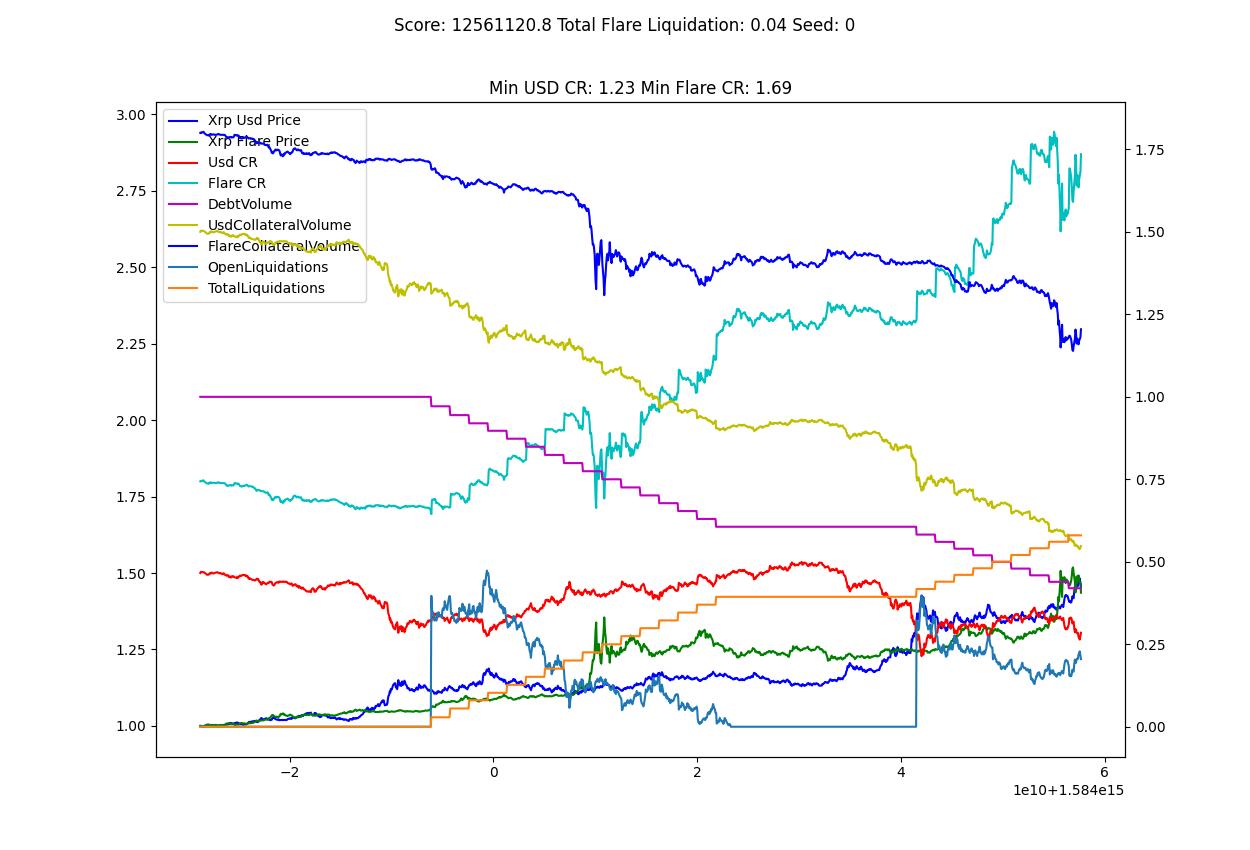 Score: 12561120.8 Total Flare Liquidation: 0.04 Seed: 0
Min USD CR: 1.23 Min Flare CR: 1.69
Xrp Usd Price
Xrp Flare Price
Usd CR
Flare CR
DebtVolume
UsdCollateralVolume
FlareCollateralVolume
OpenLiquidations
TotalLiquidations
3.00
2.75
2.50
2.25
2.00
1.75
1.50
1.25
1.00
1.75
1.50
1.25
1.00
0.75
0.50
0.25
0.00
−2 0 2 4 6
1e10+1.584e15